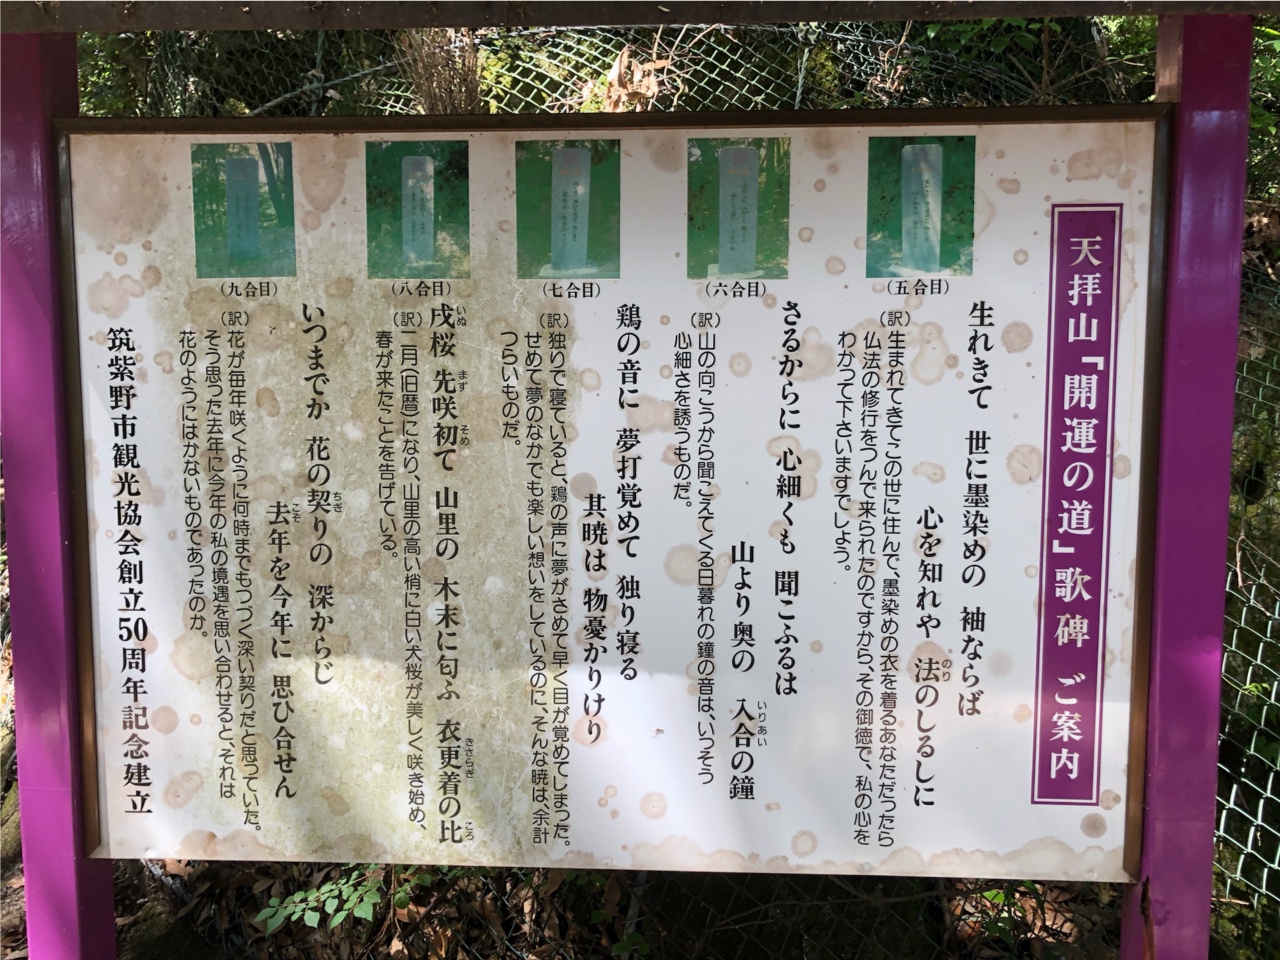 天拝山「開運の道」歌碑 ご案内
（五合目）
生れきて 世に墨染めの 袖ならば
心を知れや 法のしるしに
のり
（訳）生まれてきてこの世に住んで、墨染めの衣を着るあなただったら
仏法の修行をつんで来られたのですから、その御徳で、私の心を
わかって下さいますでしょう。
（六合目）
さるからに 心細くも 聞こふるは
山より奥の 入合の鐘
いりあい
（訳）山の向こうから聞こえてくる日暮れの鐘の音は、いつそう
心細さを誘うものだ。
（七合目）
鶏の音に 夢打覚めて 独り寝る
其暁は 物憂かりけり
（訳）独りで寝ていると、鶏の声に夢がさめて早く目が覚めてしまった。
せめて夢のなかでも楽しい想いをしているのに、そんな暁は、余計
つらいものだ。
（八合目）
戌桜 先咲初て 山里の 木末に匂ふ 衣更着の比
いぬ まず そめ きさらぎ ころ
（訳）二月（旧暦）になり、山里の高い梢に白い犬桜が美しく咲き始め、
春が来たことを告げている。
（九合目）
いつまでか 花の契りの 深からじ
ちぎ
去年を今年に 思ひ合せん
こぞ
（訳）花が毎年咲くように何時までもつづく深い契りだと思っていた。
そう思った去年に今年の私の境遇を思い合わせると、それは
花のようにはかないものであったのか。
筑紫野市観光協会創立50周年記念建立